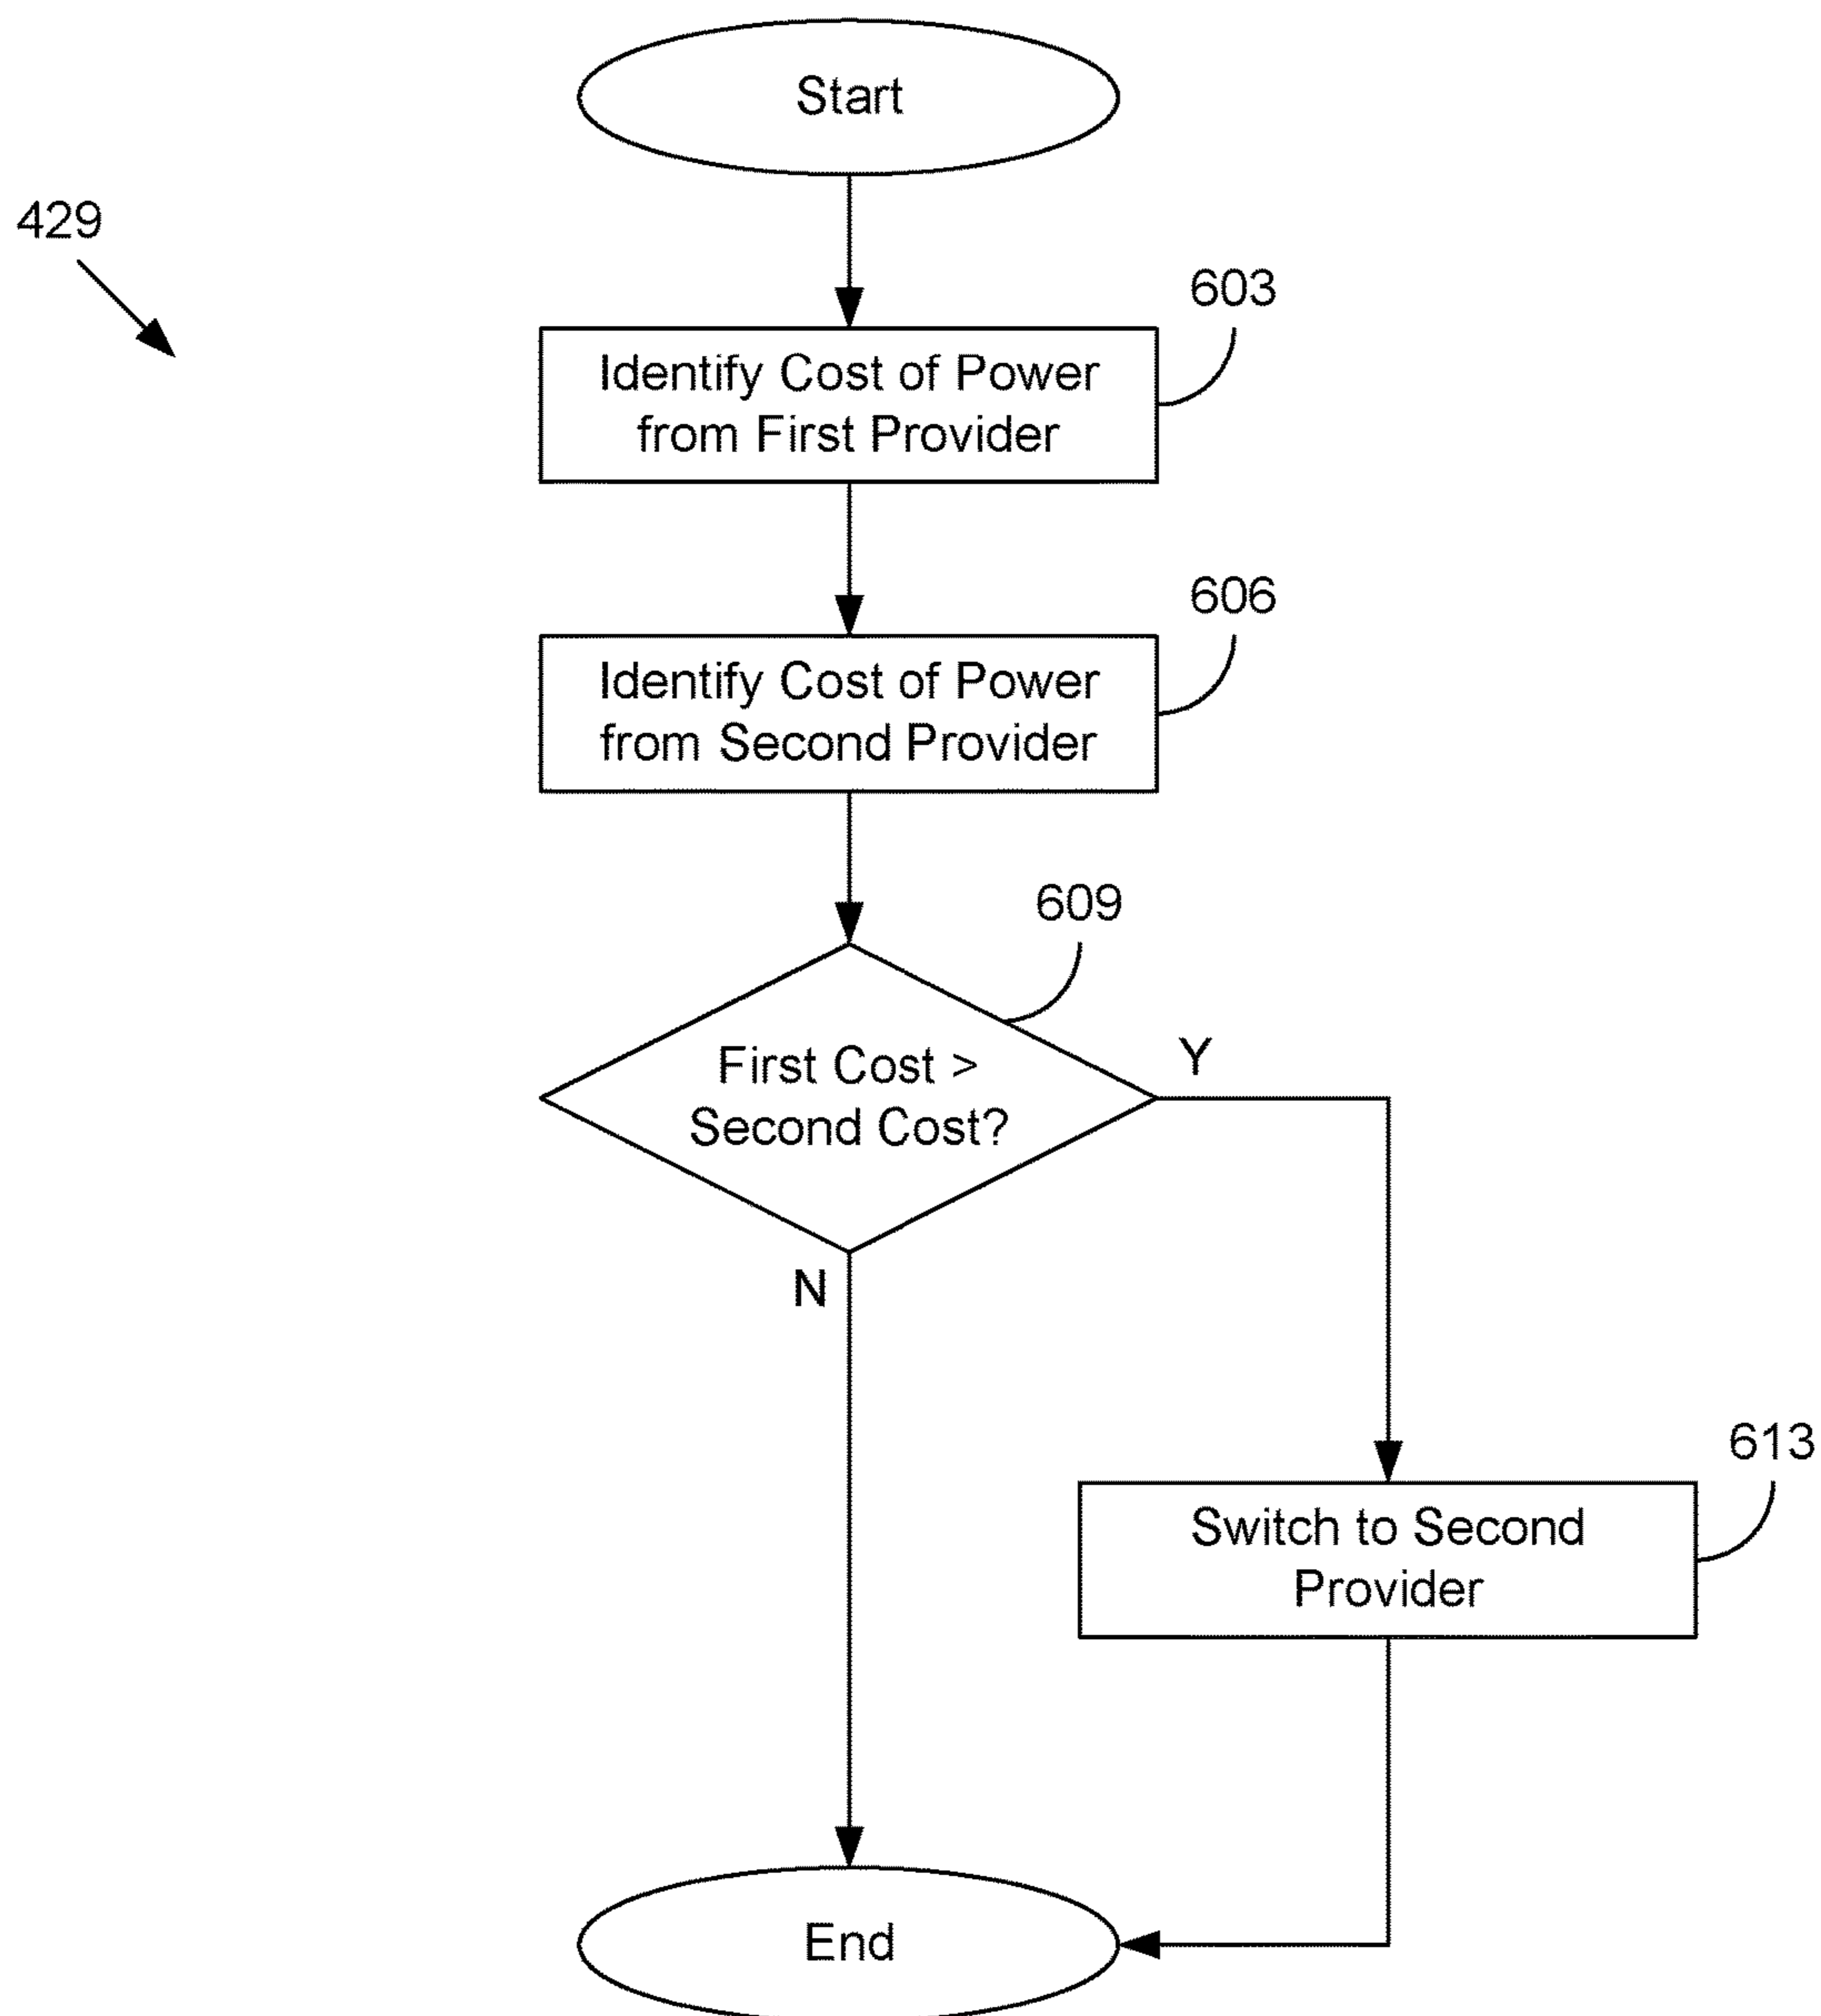 Start
429
603
Identify Cost of Power
from First Provider
606
Identify Cost of Power
from Second Provider
609
First Cost >
Second Cost?
Y
N
613
Switch to Second
Provider
End